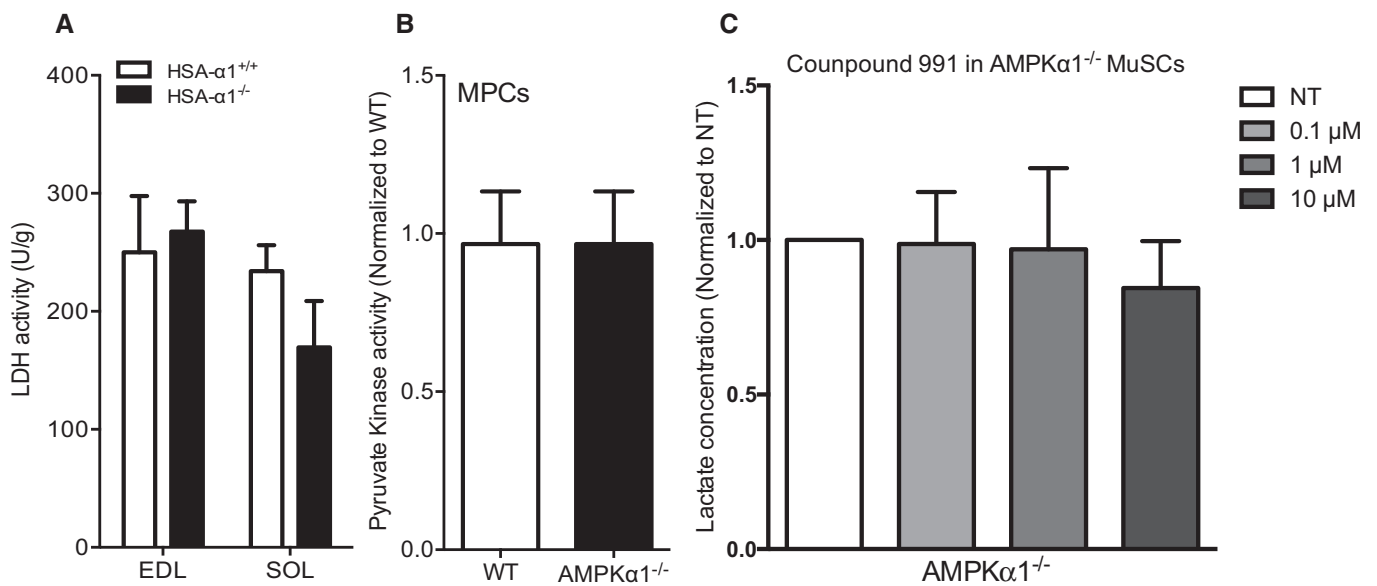 A
HSA-α1+/+
HSA-α1-/-
LDH activity (U/g)
400
300
200
100
0
EDL
SOL
B
MPCs
Pyruvate Kinase activity (Normalized to WT)
1.5
1.0
0.5
0.0
WT
AMPKα1-/-
C
Counpound 991 in AMPKα1-/- MuSCs
Lactate concentration (Normalized to NT)
1.5
1.0
0.5
0.0
AMPKα1-/-
NT
0.1 µM
1 µM
10 µM